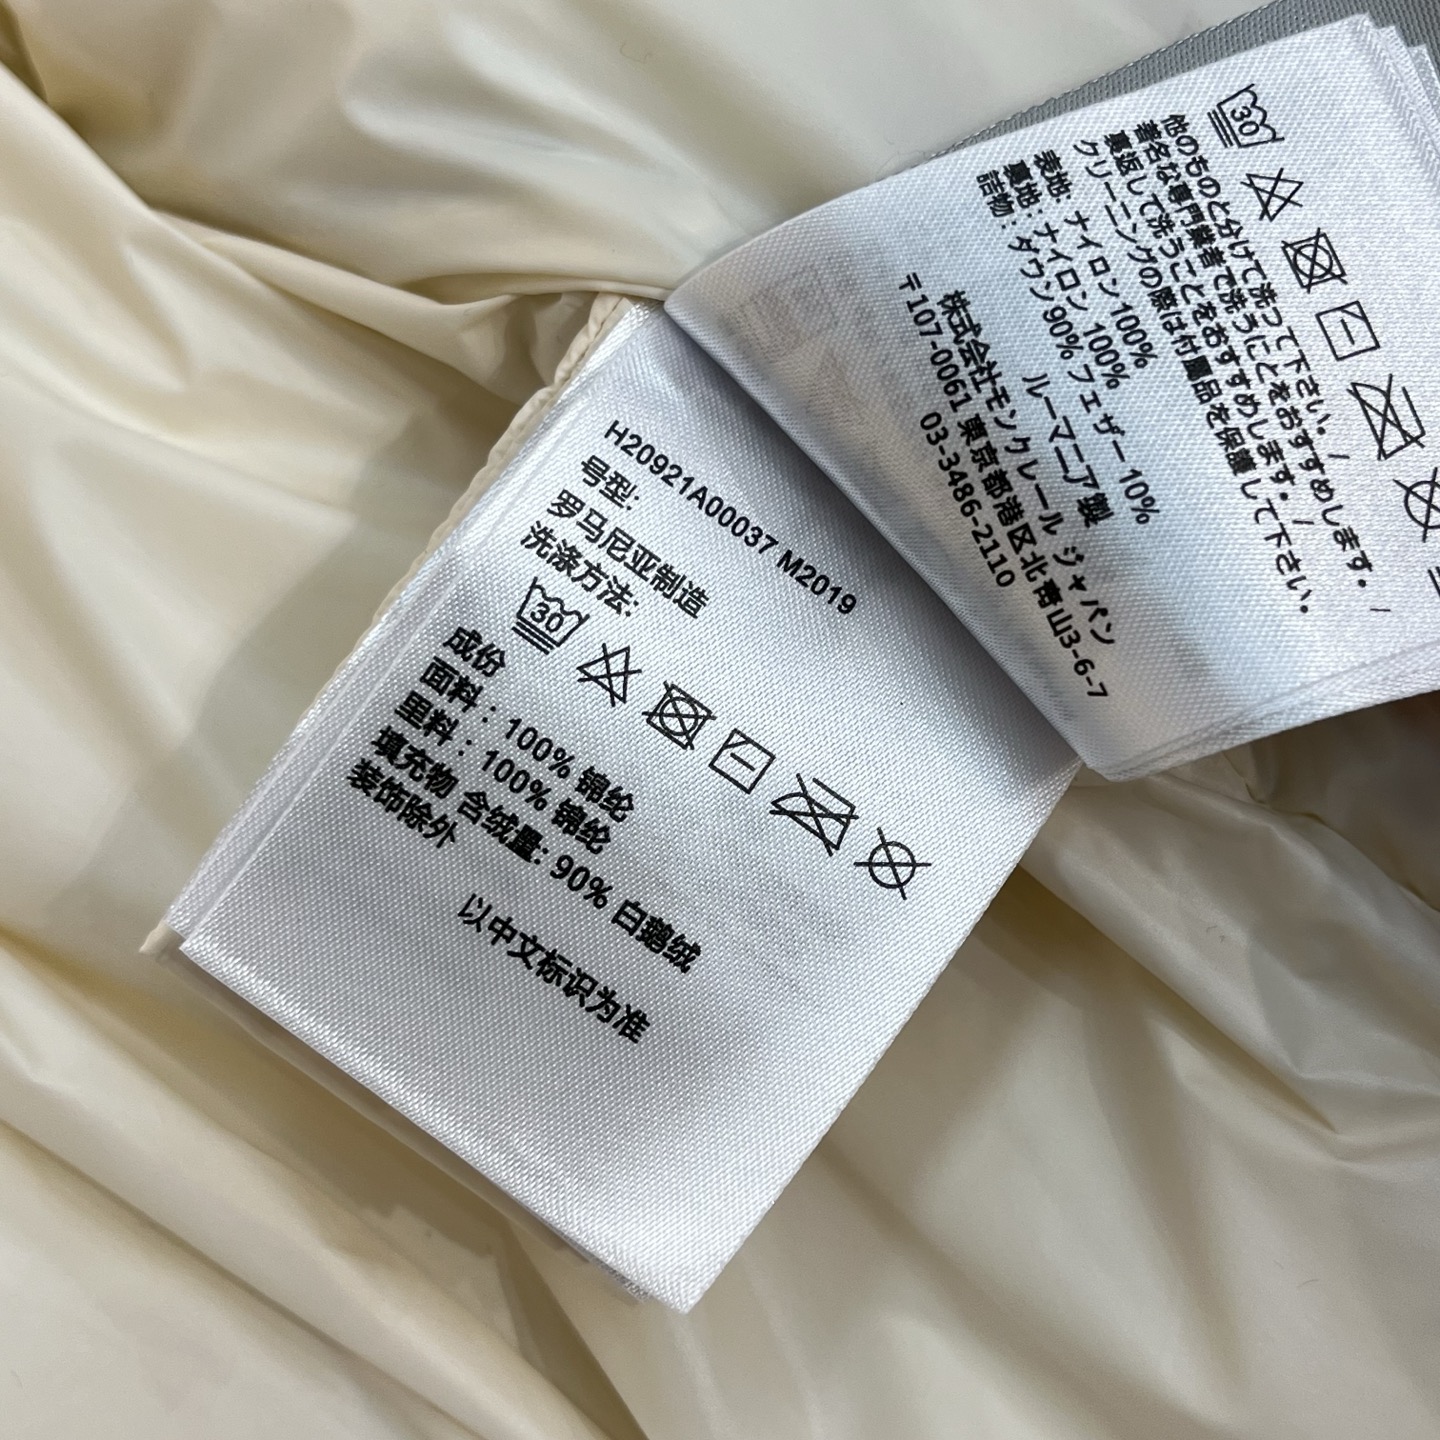 H20921A00037 M2019
号型:
罗马尼亚制造
洗涤方法:
30
成份
面料：100% 锦纶
里料：100% 锦纶
填充物 含绒量: 90% 白鹅绒
装饰除外
以中文标识为准
30
他のものと分けて洗って下さい。/
著名な専門業者で洗うことをおすすめします。/
裏返して洗うことをおすすめします。/
クリーニングの際は付属品を保護して下さい。
表地: ナイロン 100%
裏地: ナイロン 100%
詰物: ダウン90% フェザー 10%
ルーマニア製
株式会社モンクレール ジャパン
〒107-0061 東京都港区北青山3-6-7
03-3486-2110